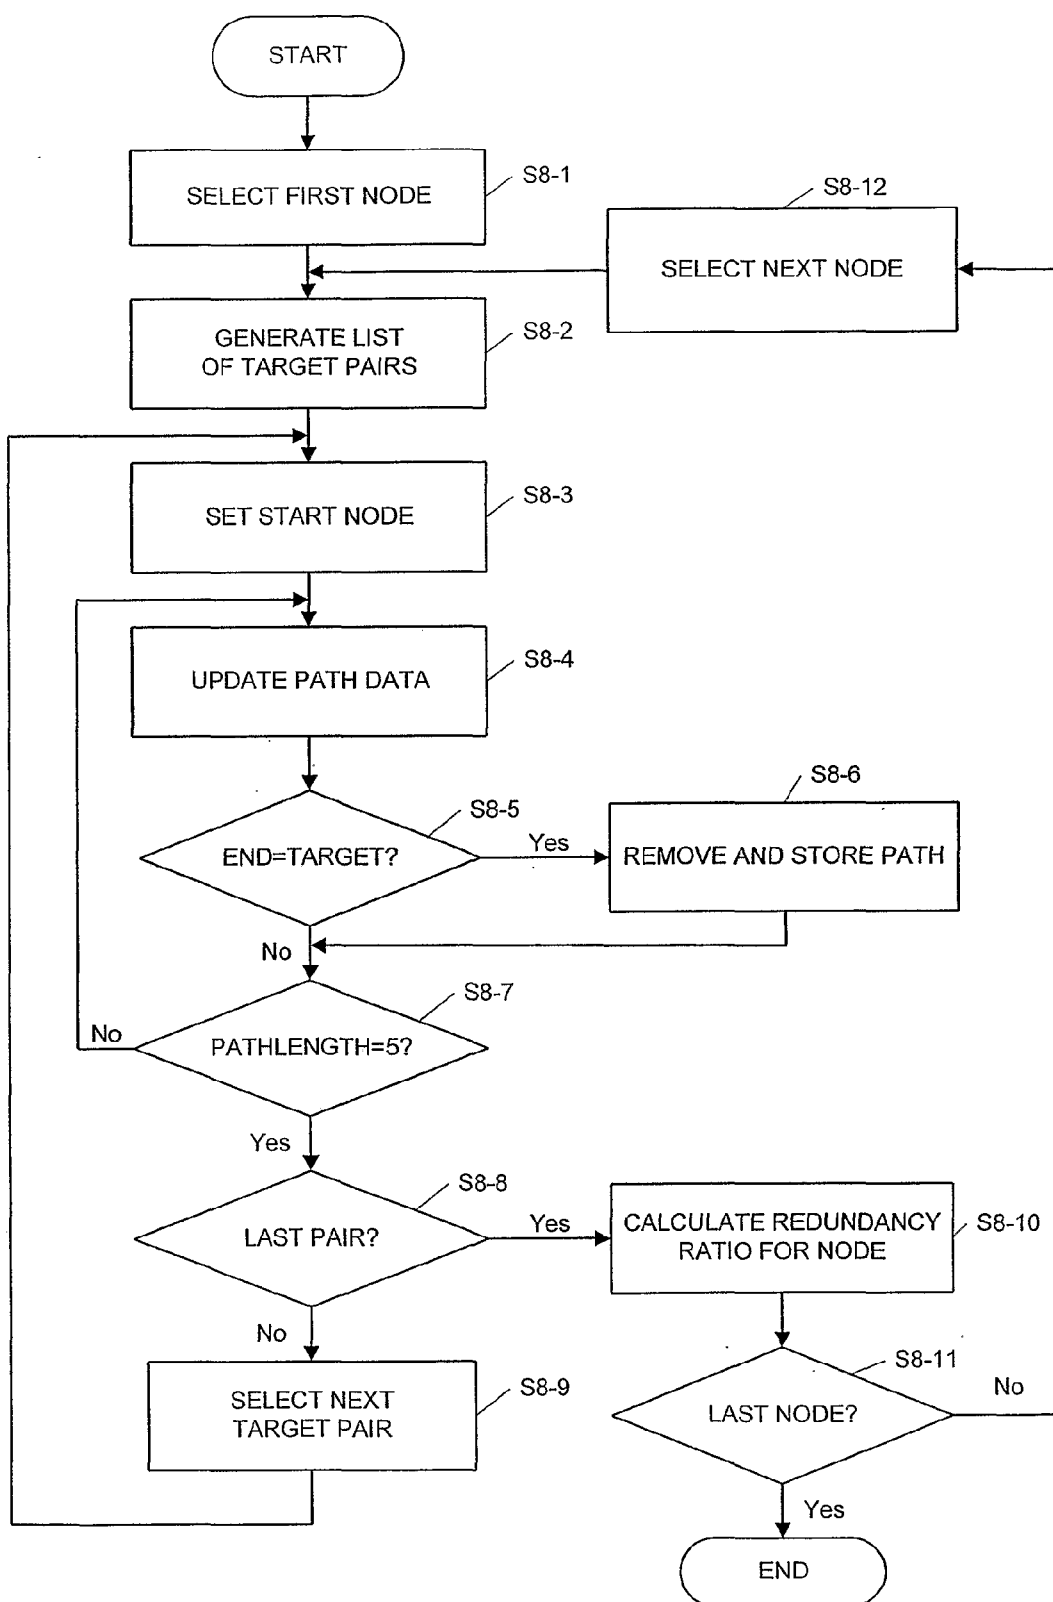 START
SELECT FIRST NODE
S8-1
S8-12
SELECT NEXT NODE
GENERATE LIST
OF TARGET PAIRS
S8-2
SET START NODE
S8-3
UPDATE PATH DATA
S8-4
END=TARGET?
S8-5
Yes
S8-6
REMOVE AND STORE PATH
No
S8-7
No
PATHLENGTH=5?
Yes
S8-8
LAST PAIR?
Yes
CALCULATE REDUNDANCY
RATIO FOR NODE
S8-10
No
S8-9
SELECT NEXT
TARGET PAIR
S8-11
LAST NODE?
No
Yes
END